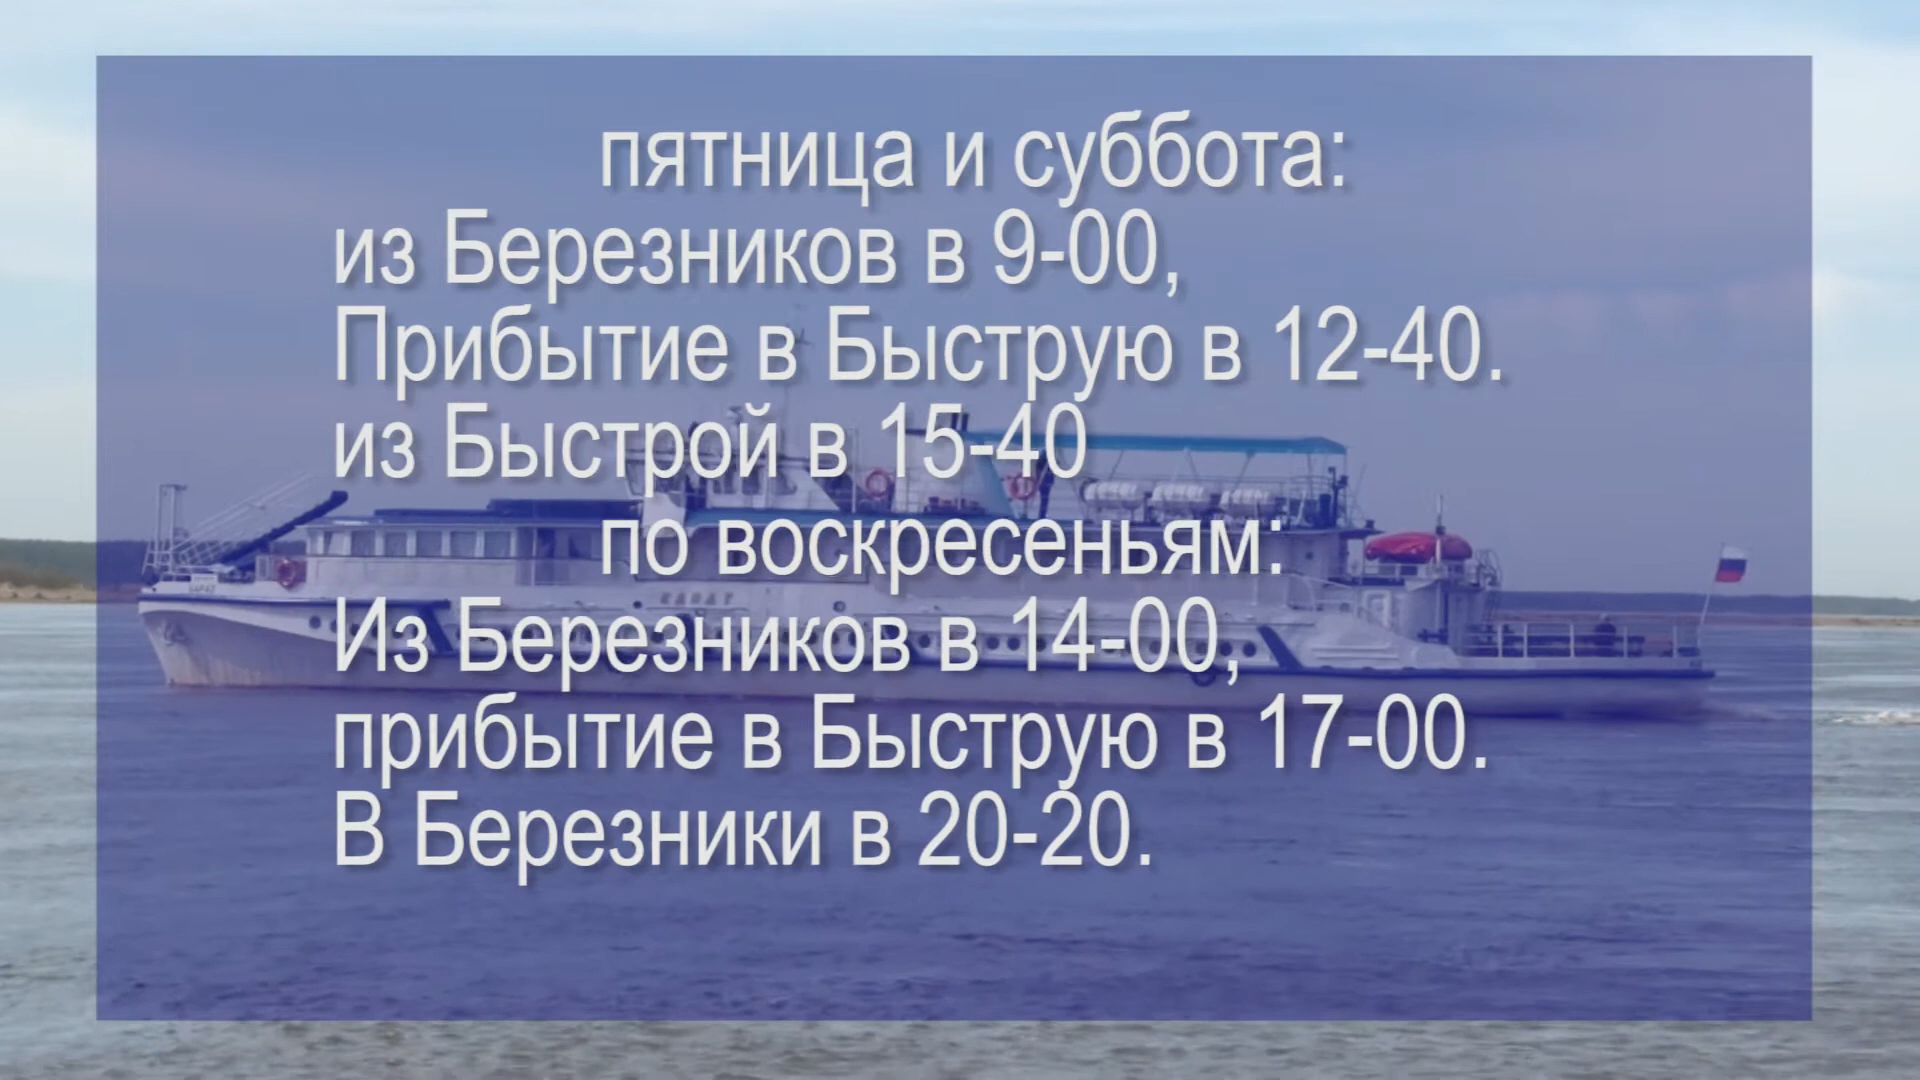 пятница и суббота:
из Березников в 9-00,
Прибытие в Быструю в 12-40.
из Быстрой в 15-40
по воскресеньям:
Из Березников в 14-00,
прибытие в Быструю в 17-00.
В Березники в 20-20.
КАРАТ